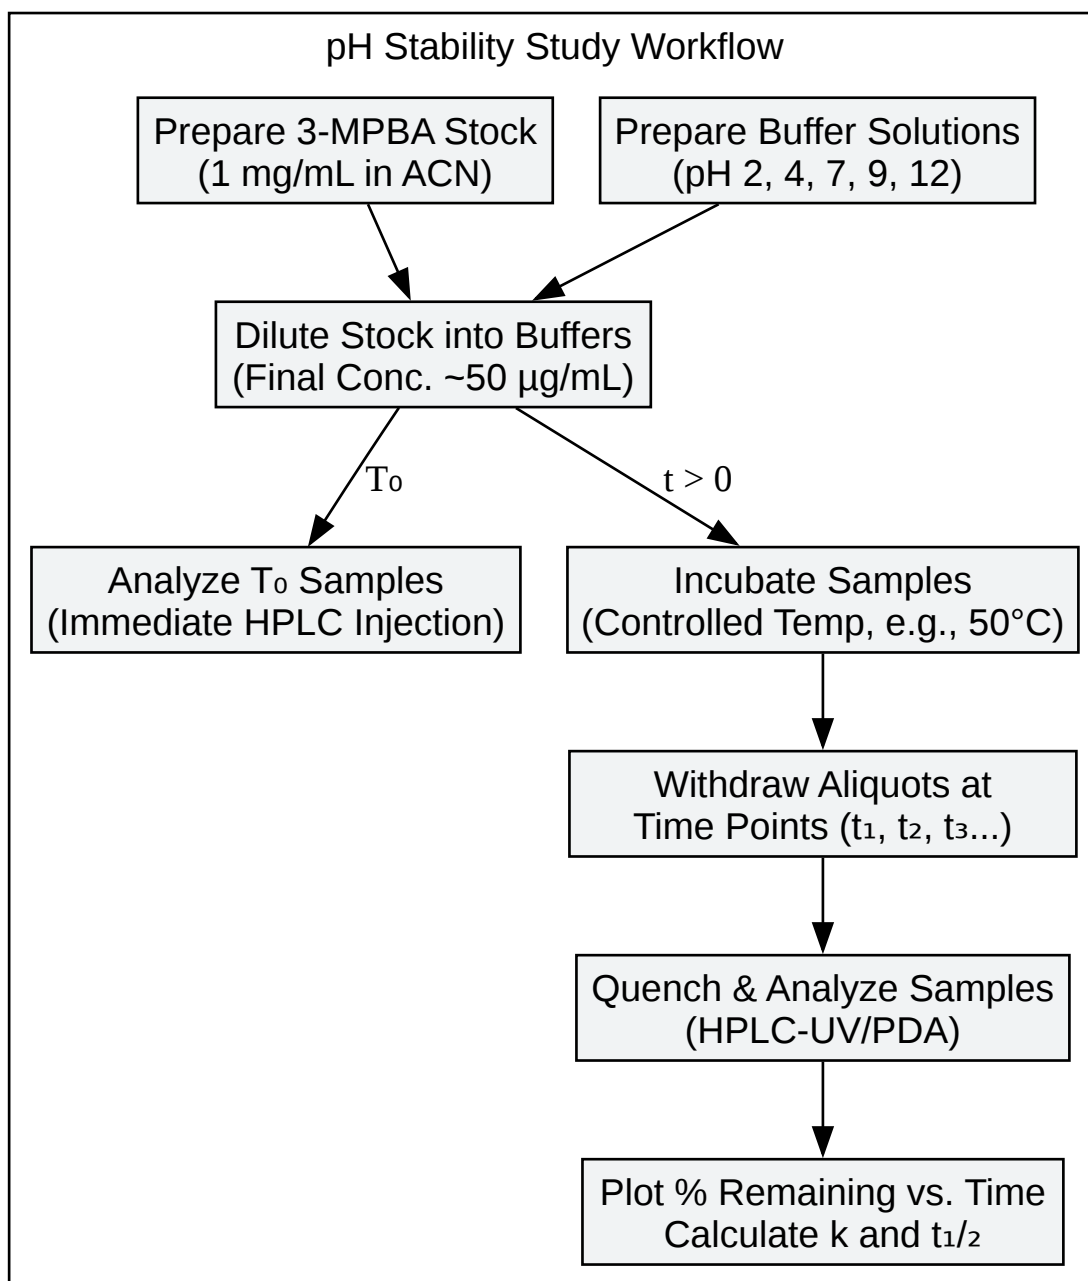 pH Stability Study Workflow
Prepare 3-MPBA Stock
(1 mg/mL in ACN)
Prepare Buffer Solutions
(pH 2, 4, 7, 9, 12)
Dilute Stock into Buffers
(Final Conc. ~50 µg/mL)
T₀
t > 0
Analyze T₀ Samples
(Immediate HPLC Injection)
Incubate Samples
(Controlled Temp, e.g., 50°C)
Withdraw Aliquots at
Time Points (t₁, t₂, t₃...)
Quench & Analyze Samples
(HPLC-UV/PDA)
Plot % Remaining vs. Time
Calculate k and t₁/₂